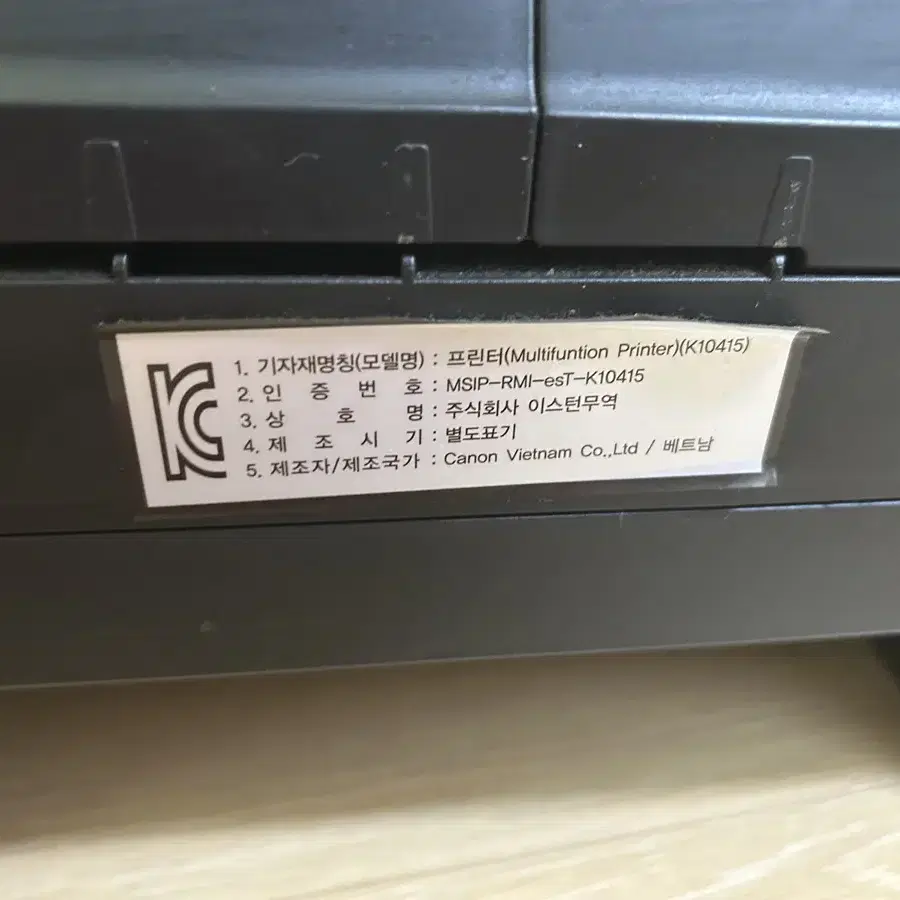 1. 기자재명칭(모델명) : 프린터(Multifuntion Printer)(K10415)
2. 인 증 번 호 : MSIP-RMI-esT-K10415
3. 상 호 명 : 주식회사 이스턴무역
4. 제 조 시 기 : 별도표기
5. 제조자/제조국가 : Canon Vietnam Co.,Ltd / 베트남